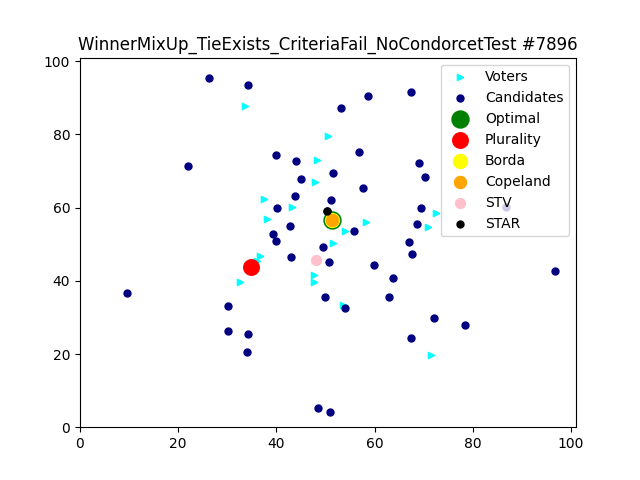 WinnerMixUp_TieExists_CriteriaFail_NoCondorcetTest #7896
100
80
60
40
20
0
0 20 40 60 80 100
Voters
Candidates
Optimal
Plurality
Borda
Copeland
STV
STAR